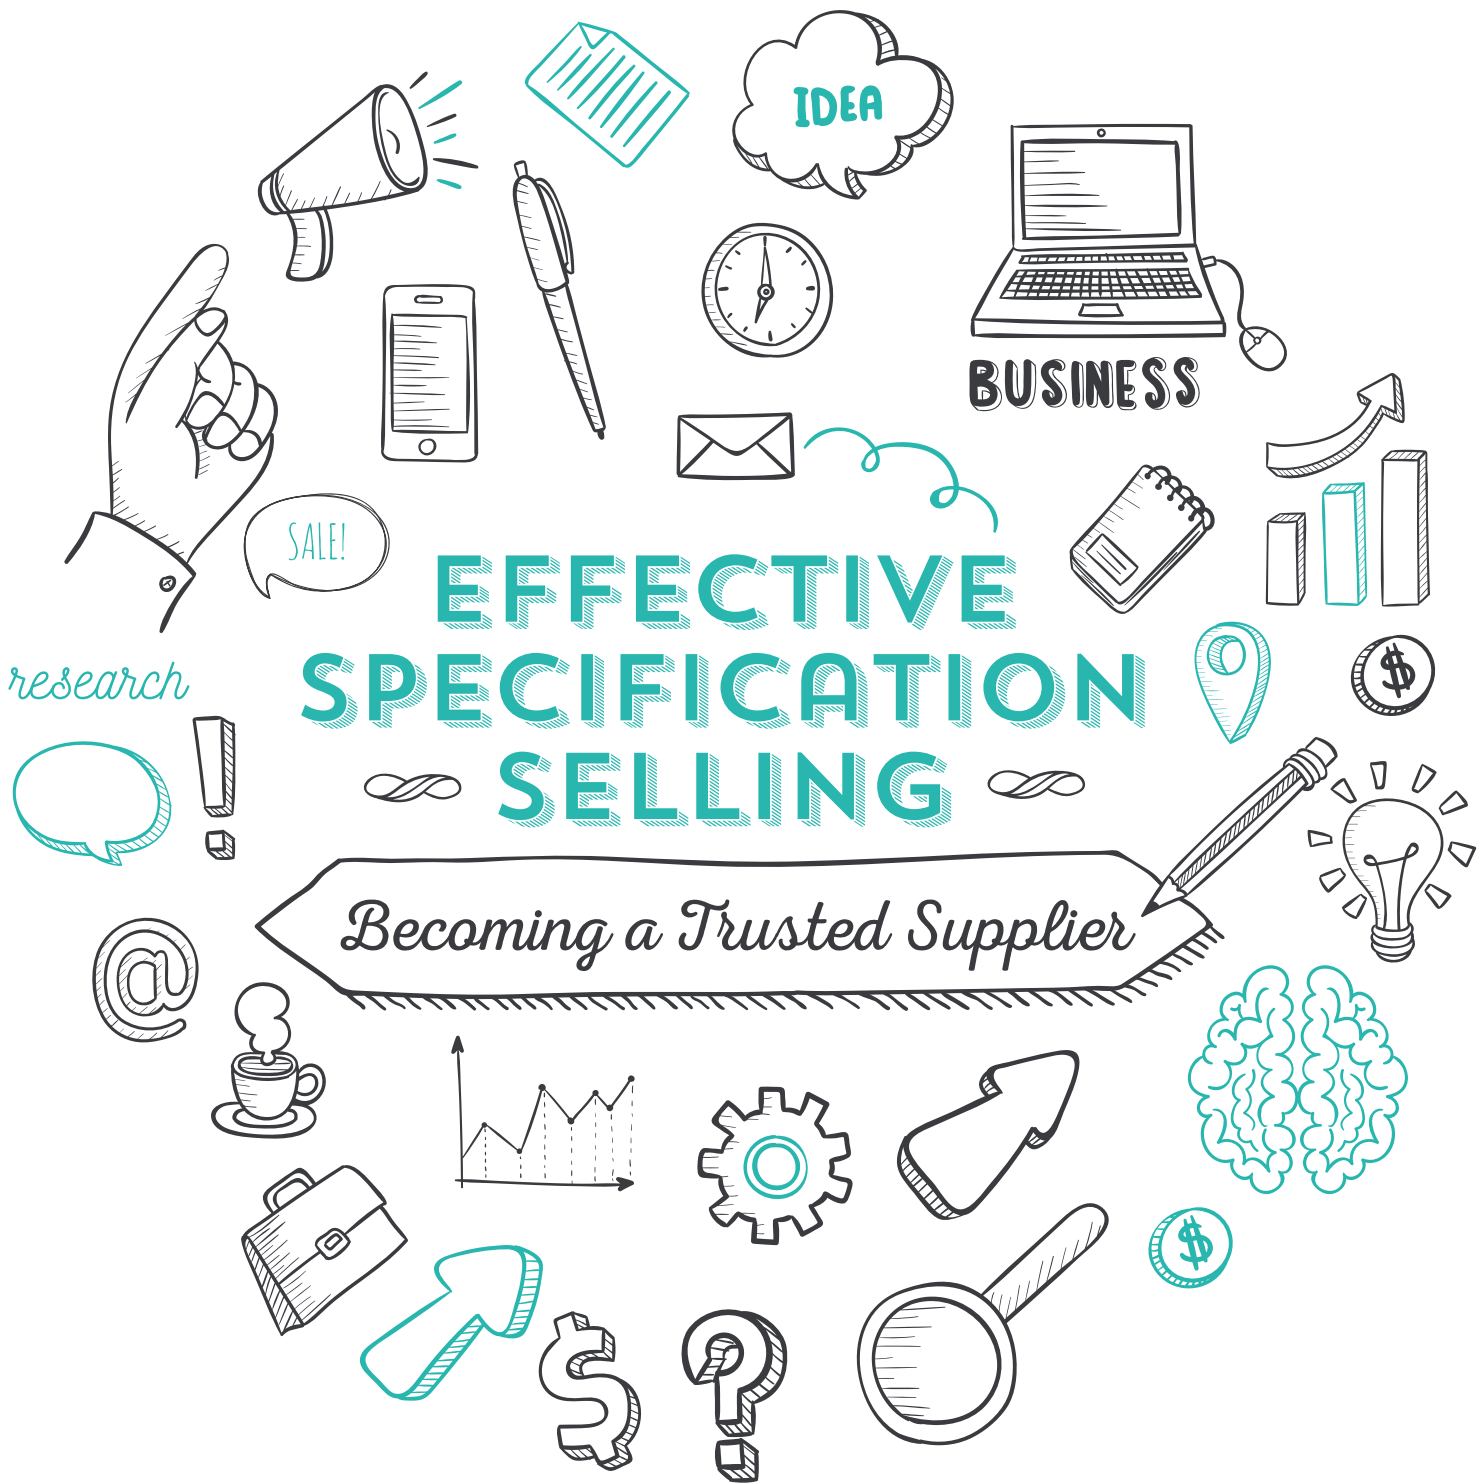 IDEA
BUSINESS
SALE!
EFFECTIVE
SPECIFICATION
SELLING
research
Becoming a Trusted Supplier
@
$
$
$